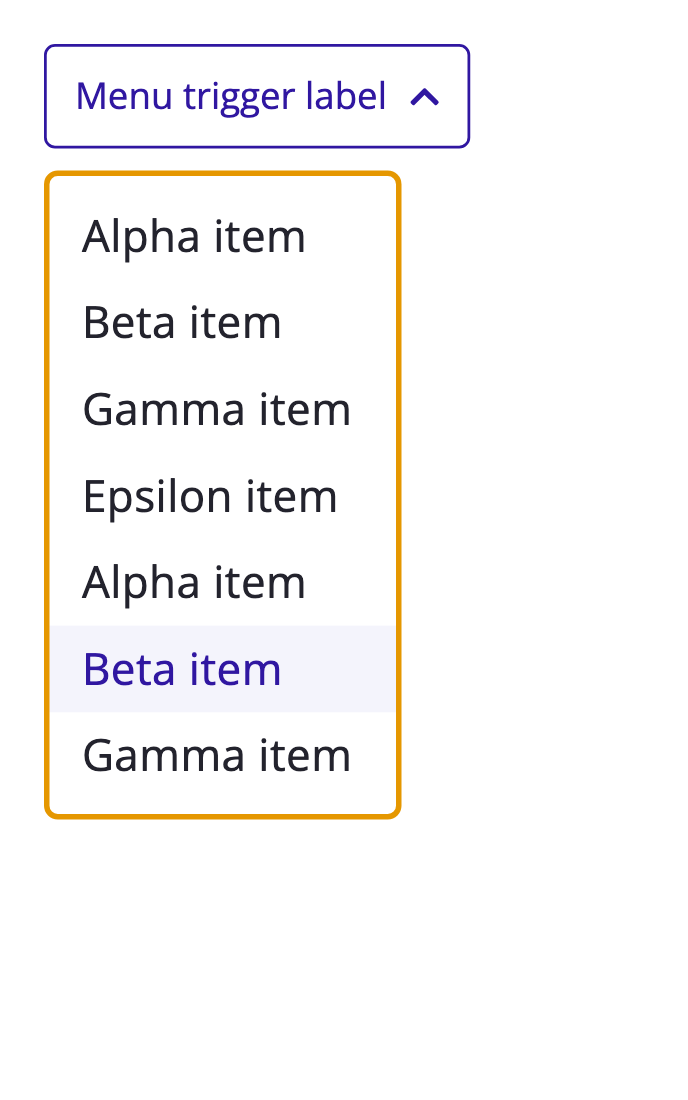 Menu trigger label
Alpha item
Beta item
Gamma item
Epsilon item
Alpha item
Beta item
Gamma item